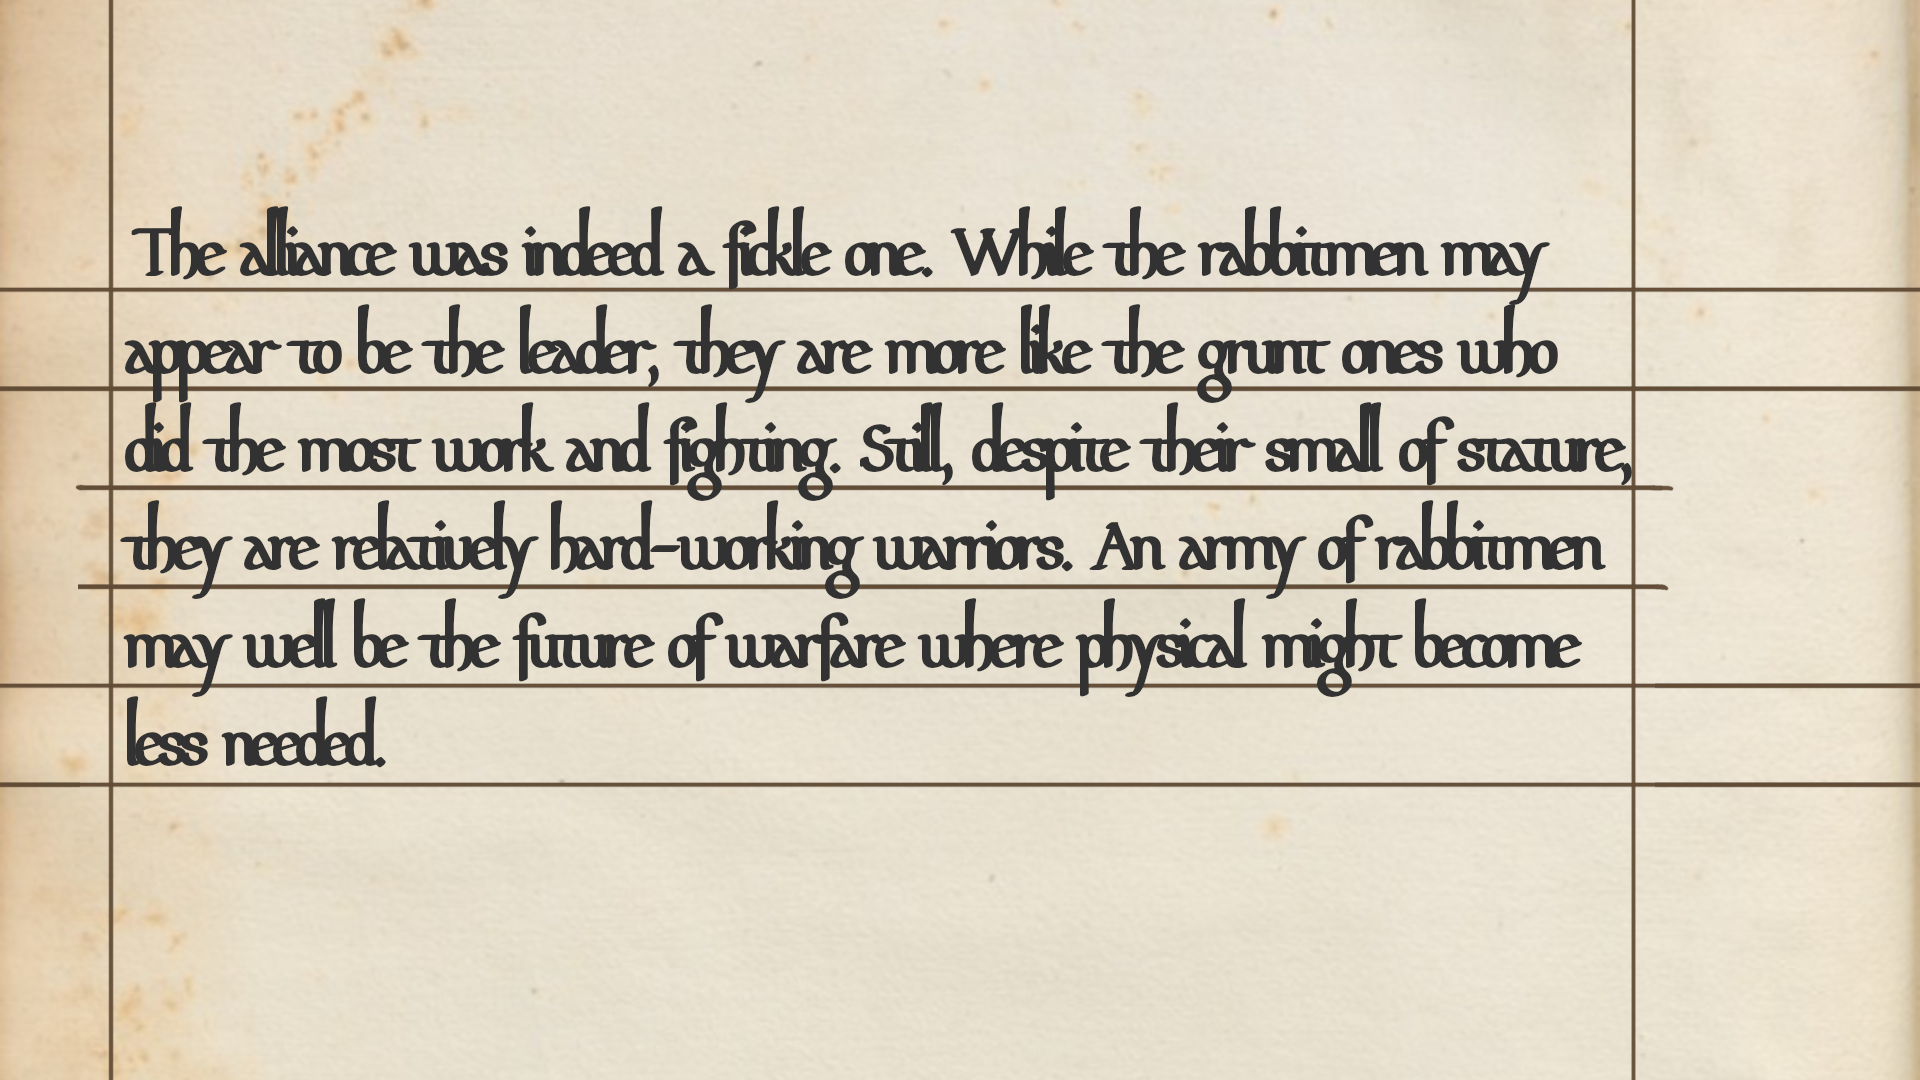 The alliance was indeed a fickle one. While the rabbitmen may
appear to be the leader, they are more like the grunt ones who
did the most work and fighting. Still, despite their small of stature,
they are relatively hard-working warriors. An army of rabbitmen
may well be the future of warfare where physical might become
less needed.